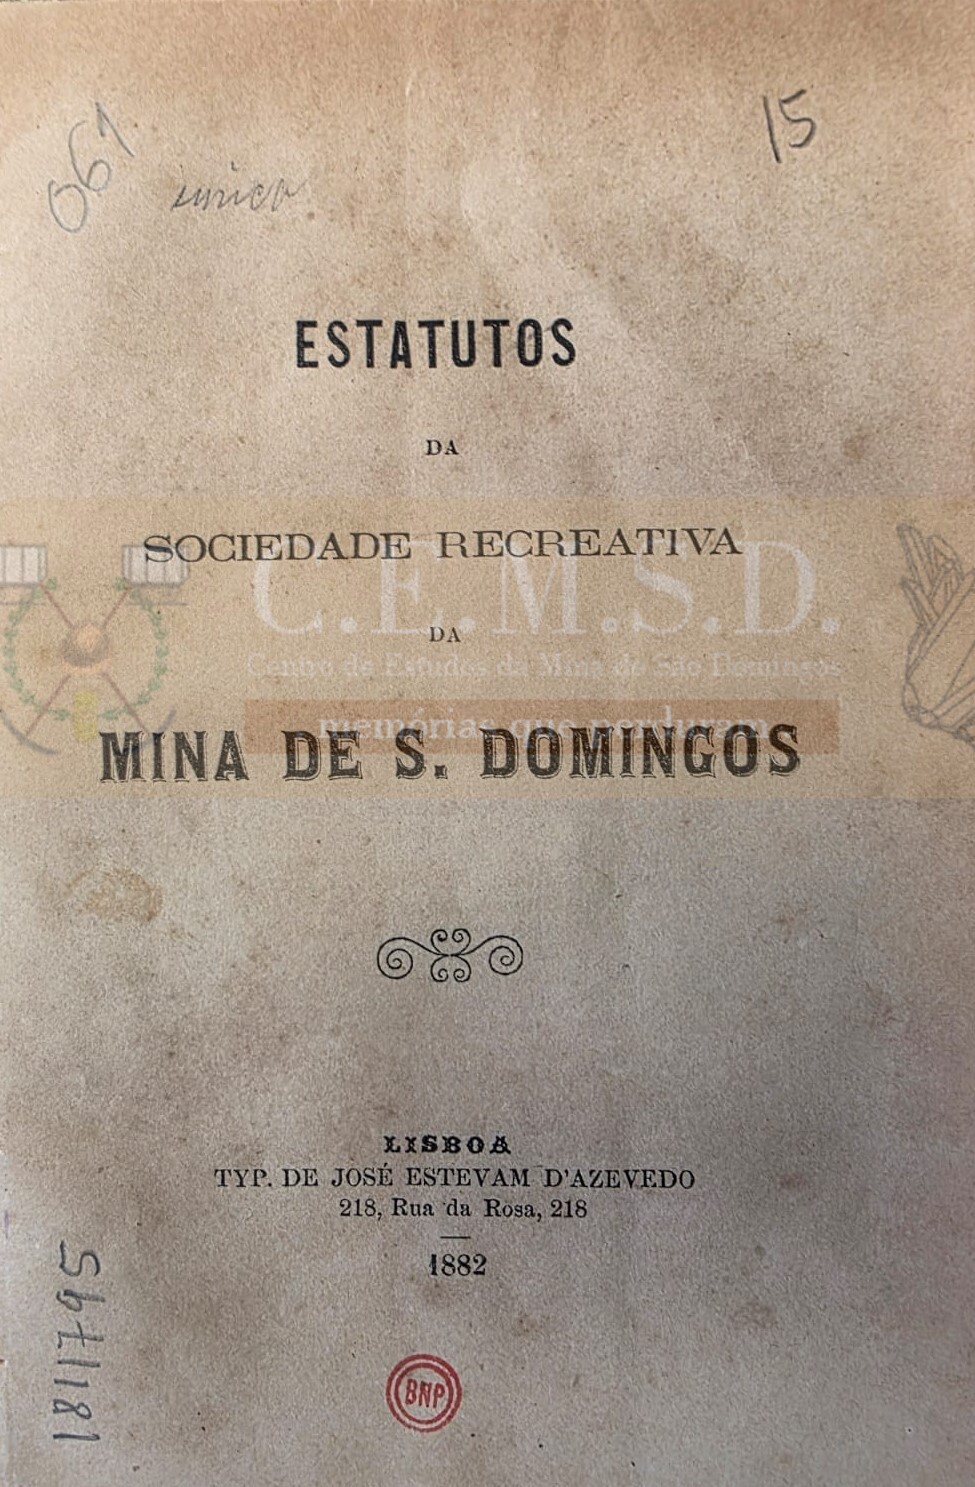 061
15
unico
ESTATUTOS
DA
SOCIEDADE RECREATIVA
C.E.M.S.D.
DA
Centro de Estudos da Mina de São Domingos
memórias que perduram
MINA DE S. DOMINGOS
LISBOA
TYP. DE JOSÉ ESTEVAM D'AZEVEDO
218, Rua da Rosa, 218
1882
1811795
BNP